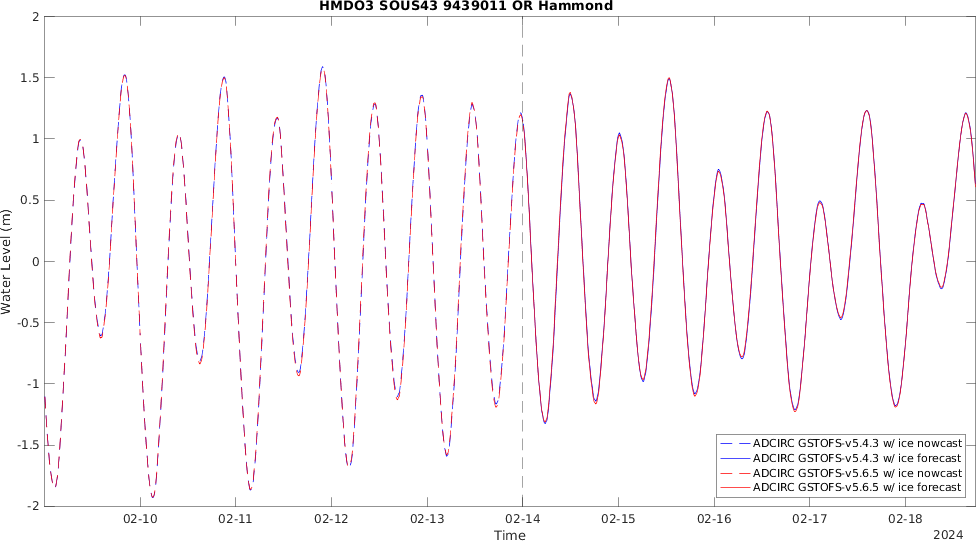 HMDO3 SOUS43 9439011 OR Hammond
2
1.5
1
0.5
0
-0.5
-1
-1.5
-2
Water Level (m)
ADCIRC GSTOFS-v5.4.3 w/ ice nowcast
ADCIRC GSTOFS-v5.4.3 w/ ice forecast
ADCIRC GSTOFS-v5.6.5 w/ ice nowcast
ADCIRC GSTOFS-v5.6.5 w/ ice forecast
02-10 02-11 02-12 02-13 02-14 02-15 02-16 02-17 02-18
Time
2024